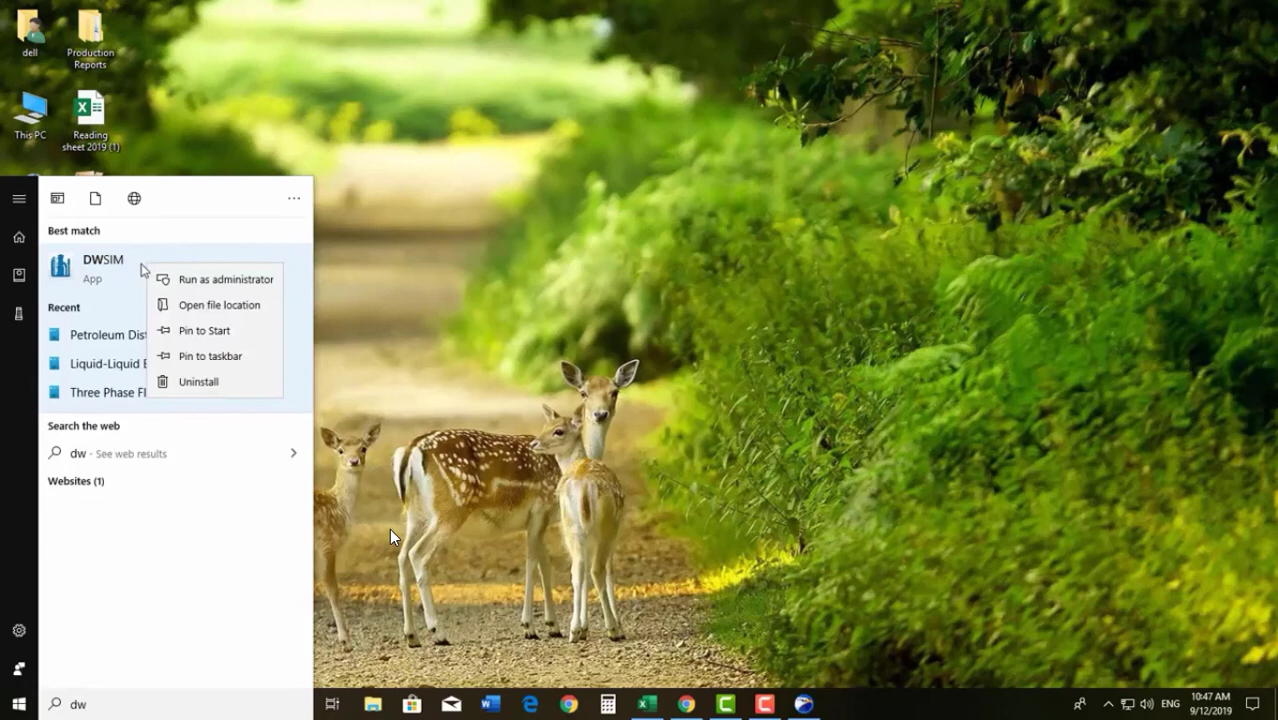 dell
Production
Reports
This PC
Reading
sheet 2019 (1)
Best match
DWSIM
App
Run as administrator
Open file location
Recent
Petroleum Dis
Pin to Start
Pin to taskbar
Liquid-Liquid
Uninstall
Three Phase Fl
Search the web
dw - See web results
Websites (1)
dw
ENG
10:47 AM
9/12/2019